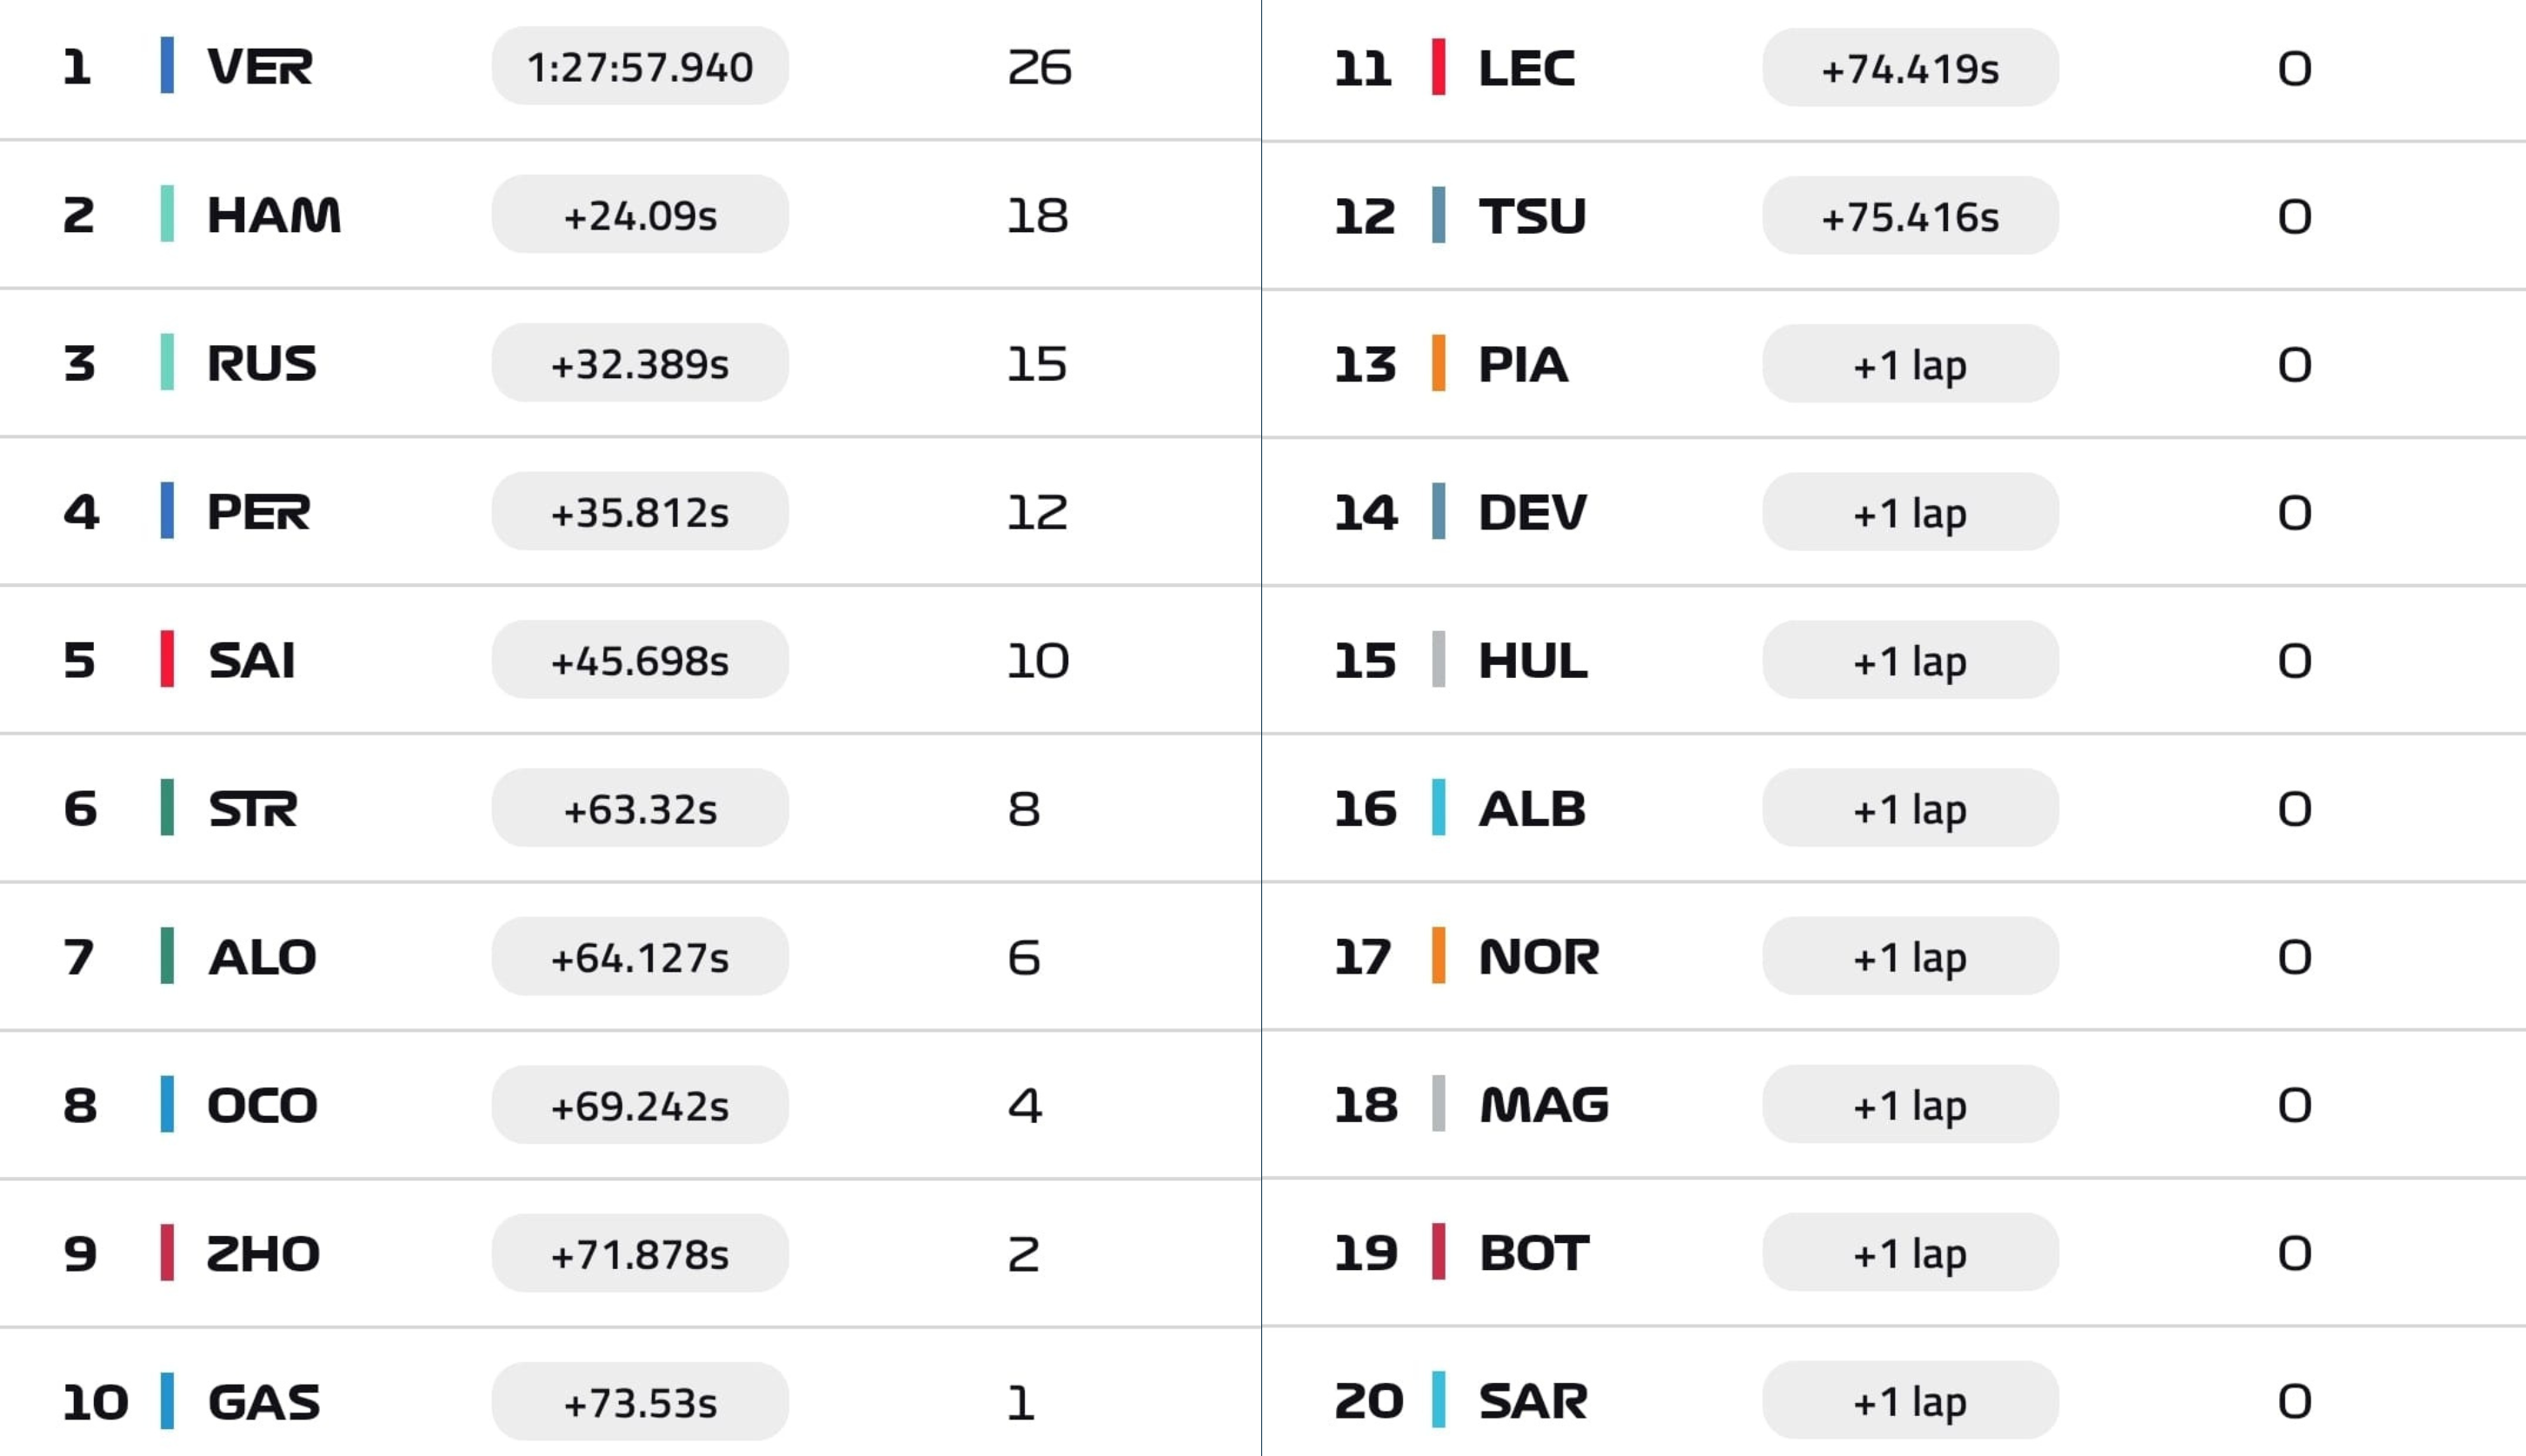 1 VER 1:27:57.940 26
2 HAM +24.09s 18
3 RUS +32.389s 15
4 PER +35.812s 12
5 SAI +45.698s 10
6 STR +63.32s 8
7 ALO +64.127s 6
8 OCO +69.242s 4
9 ZHO +71.878s 2
10 GAS +73.53s 1
11 LEC +74.419s 0
12 TSU +75.416s 0
13 PIA +1 lap 0
14 DEV +1 lap 0
15 HUL +1 lap 0
16 ALB +1 lap 0
17 NOR +1 lap 0
18 MAG +1 lap 0
19 BOT +1 lap 0
20 SAR +1 lap 0